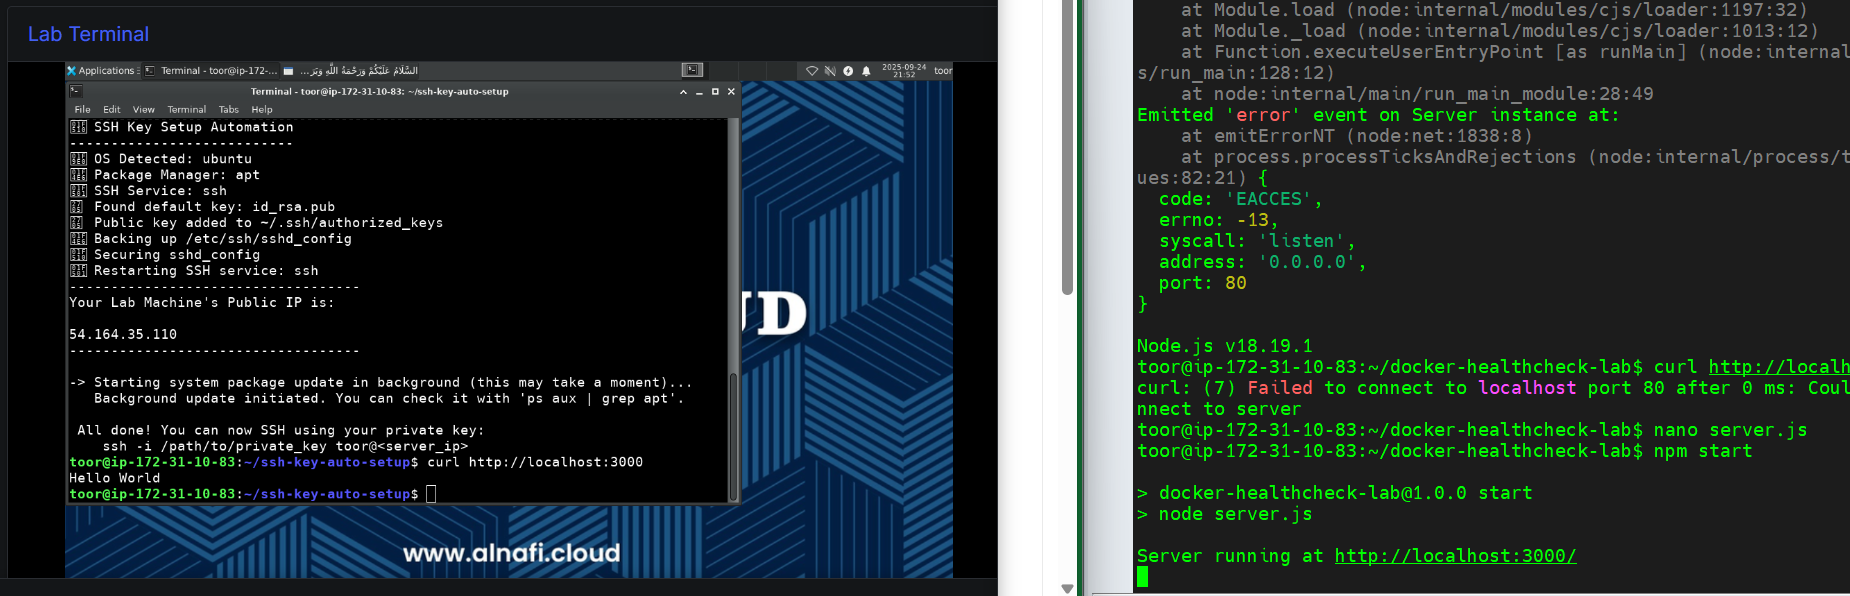 Lab Terminal
Applications
Terminal - toor@ip-172-...
السَّلَامُ عَلَيْكُمْ وَرَحْمَةُ اللَّهِ وَبَرَ...
2025-09-24
21:52
toor
Terminal - toor@ip-172-31-10-83: ~/ssh-key-auto-setup
File Edit View Terminal Tabs Help
SSH Key Setup Automation
---------------------------
OS Detected: ubuntu
Package Manager: apt
SSH Service: ssh
Found default key: id_rsa.pub
Public key added to ~/.ssh/authorized_keys
Backing up /etc/ssh/sshd_config
Securing sshd_config
Restarting SSH service: ssh
-----------------------------------
Your Lab Machine's Public IP is:
54.164.35.110
-----------------------------------
-> Starting system package update in background (this may take a moment)...
Background update initiated. You can check it with 'ps aux | grep apt'.
All done! You can now SSH using your private key:
ssh -i /path/to/private_key toor@<server_ip>
toor@ip-172-31-10-83:~/ssh-key-auto-setup$ curl http://localhost:3000
Hello World
toor@ip-172-31-10-83:~/ssh-key-auto-setup$
UD
www.alnafi.cloud
at Module.load (node:internal/modules/cjs/loader:1197:32)
at Module._load (node:internal/modules/cjs/loader:1013:12)
at Function.executeUserEntryPoint [as runMain] (node:internal
s/run_main:128:12)
at node:internal/main/run_main_module:28:49
Emitted 'error' event on Server instance at:
at emitErrorNT (node:net:1838:8)
at process.processTicksAndRejections (node:internal/process/t
ues:82:21) {
code: 'EACCES',
errno: -13,
syscall: 'listen',
address: '0.0.0.0',
port: 80
}
Node.js v18.19.1
toor@ip-172-31-10-83:~/docker-healthcheck-lab$ curl http://localh
curl: (7) Failed to connect to localhost port 80 after 0 ms: Coul
nnect to server
toor@ip-172-31-10-83:~/docker-healthcheck-lab$ nano server.js
toor@ip-172-31-10-83:~/docker-healthcheck-lab$ npm start
> docker-healthcheck-lab@1.0.0 start
> node server.js
Server running at http://localhost:3000/